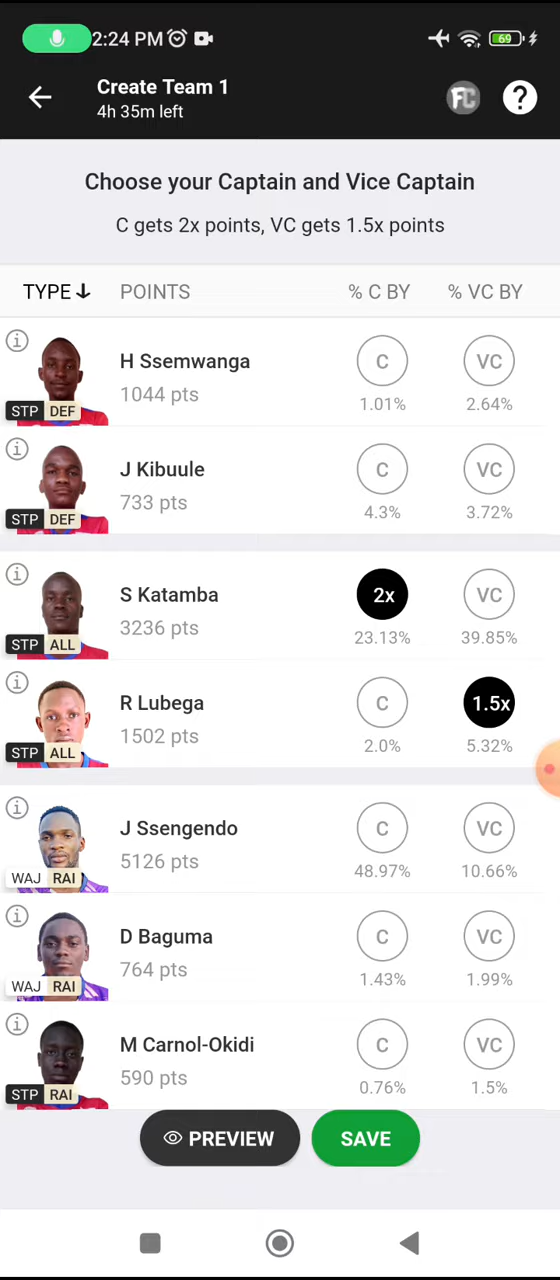 2:24 PM
69
Create Team 1
4h 35m left
FC
?
Choose your Captain and Vice Captain
C gets 2x points, VC gets 1.5x points
TYPE POINTS % C BY % VC BY
H Ssemwanga
1044 pts
C VC
1.01% 2.64%
STP DEF
J Kibuule
733 pts
C VC
4.3% 3.72%
STP DEF
S Katamba
3236 pts
2x VC
23.13% 39.85%
STP ALL
R Lubega
1502 pts
C 1.5x
2.0% 5.32%
STP ALL
J Ssengendo
5126 pts
C VC
48.97% 10.66%
WAJ RAI
D Baguma
764 pts
C VC
1.43% 1.99%
WAJ RAI
M Carnol-Okidi
590 pts
C VC
0.76% 1.5%
STP RAI
PREVIEW SAVE